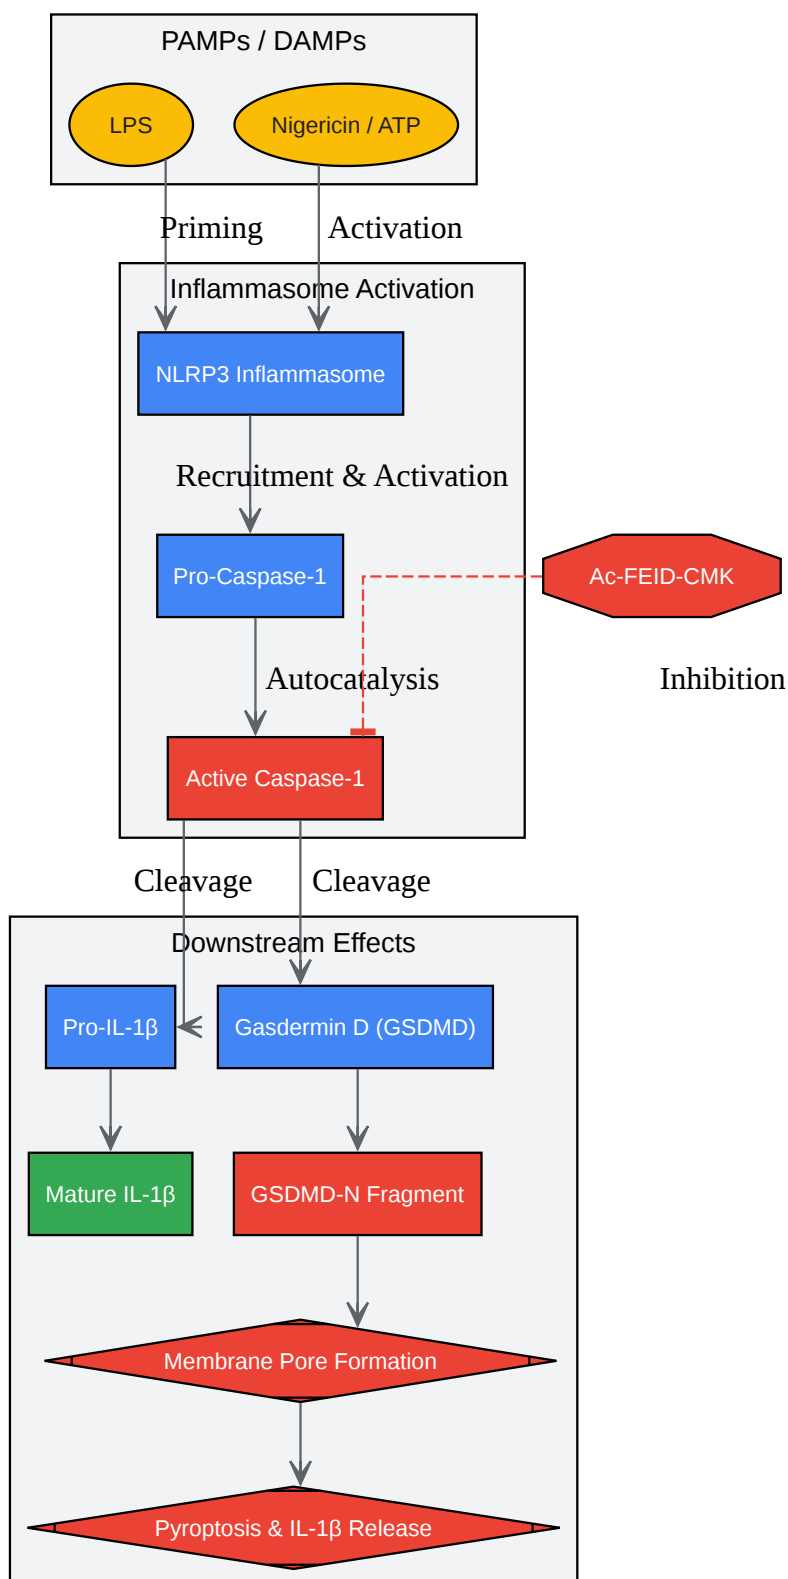 PAMPs / DAMPs
LPS
Nigericin / ATP
Priming
Activation
Inflammasome Activation
NLRP3 Inflammasome
Recruitment & Activation
Pro-Caspase-1
Ac-FEID-CMK
Autocatalysis
Inhibition
Active Caspase-1
Cleavage
Cleavage
Downstream Effects
Pro-IL-1β
Gasdermin D (GSDMD)
Mature IL-1β
GSDMD-N Fragment
Membrane Pore Formation
Pyroptosis & IL-1β Release